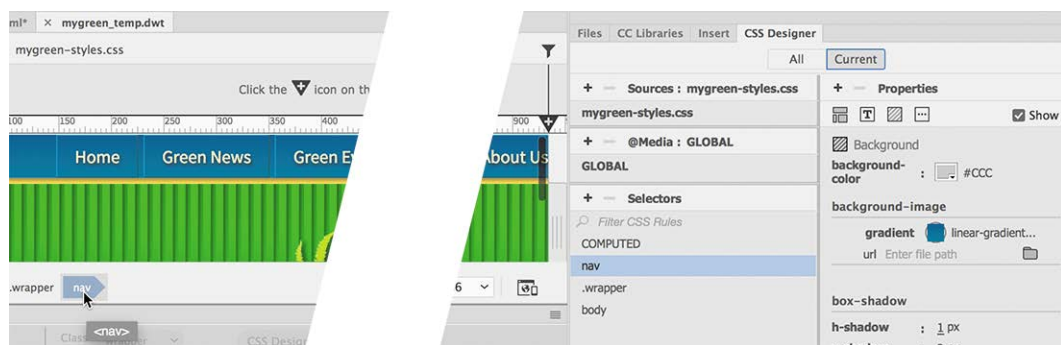 ml* × mygreen_temp.dwt
mygreen-styles.css
Click the icon on th
100 150 200 250 300 350 400 900
Home Green News Green Ev About Us
.wrapper nav
<nav>
6
Files CC Libraries Insert CSS Designer
All Current
+ − Sources : mygreen-styles.css
mygreen-styles.css
+ − @Media : GLOBAL
GLOBAL
+ − Selectors
Filter CSS Rules
COMPUTED
nav
.wrapper
body
+ − Properties
T Show
Background
background-
color : #CCC
background-image
gradient linear-gradient...
url Enter file path
box-shadow
h-shadow : 1 px